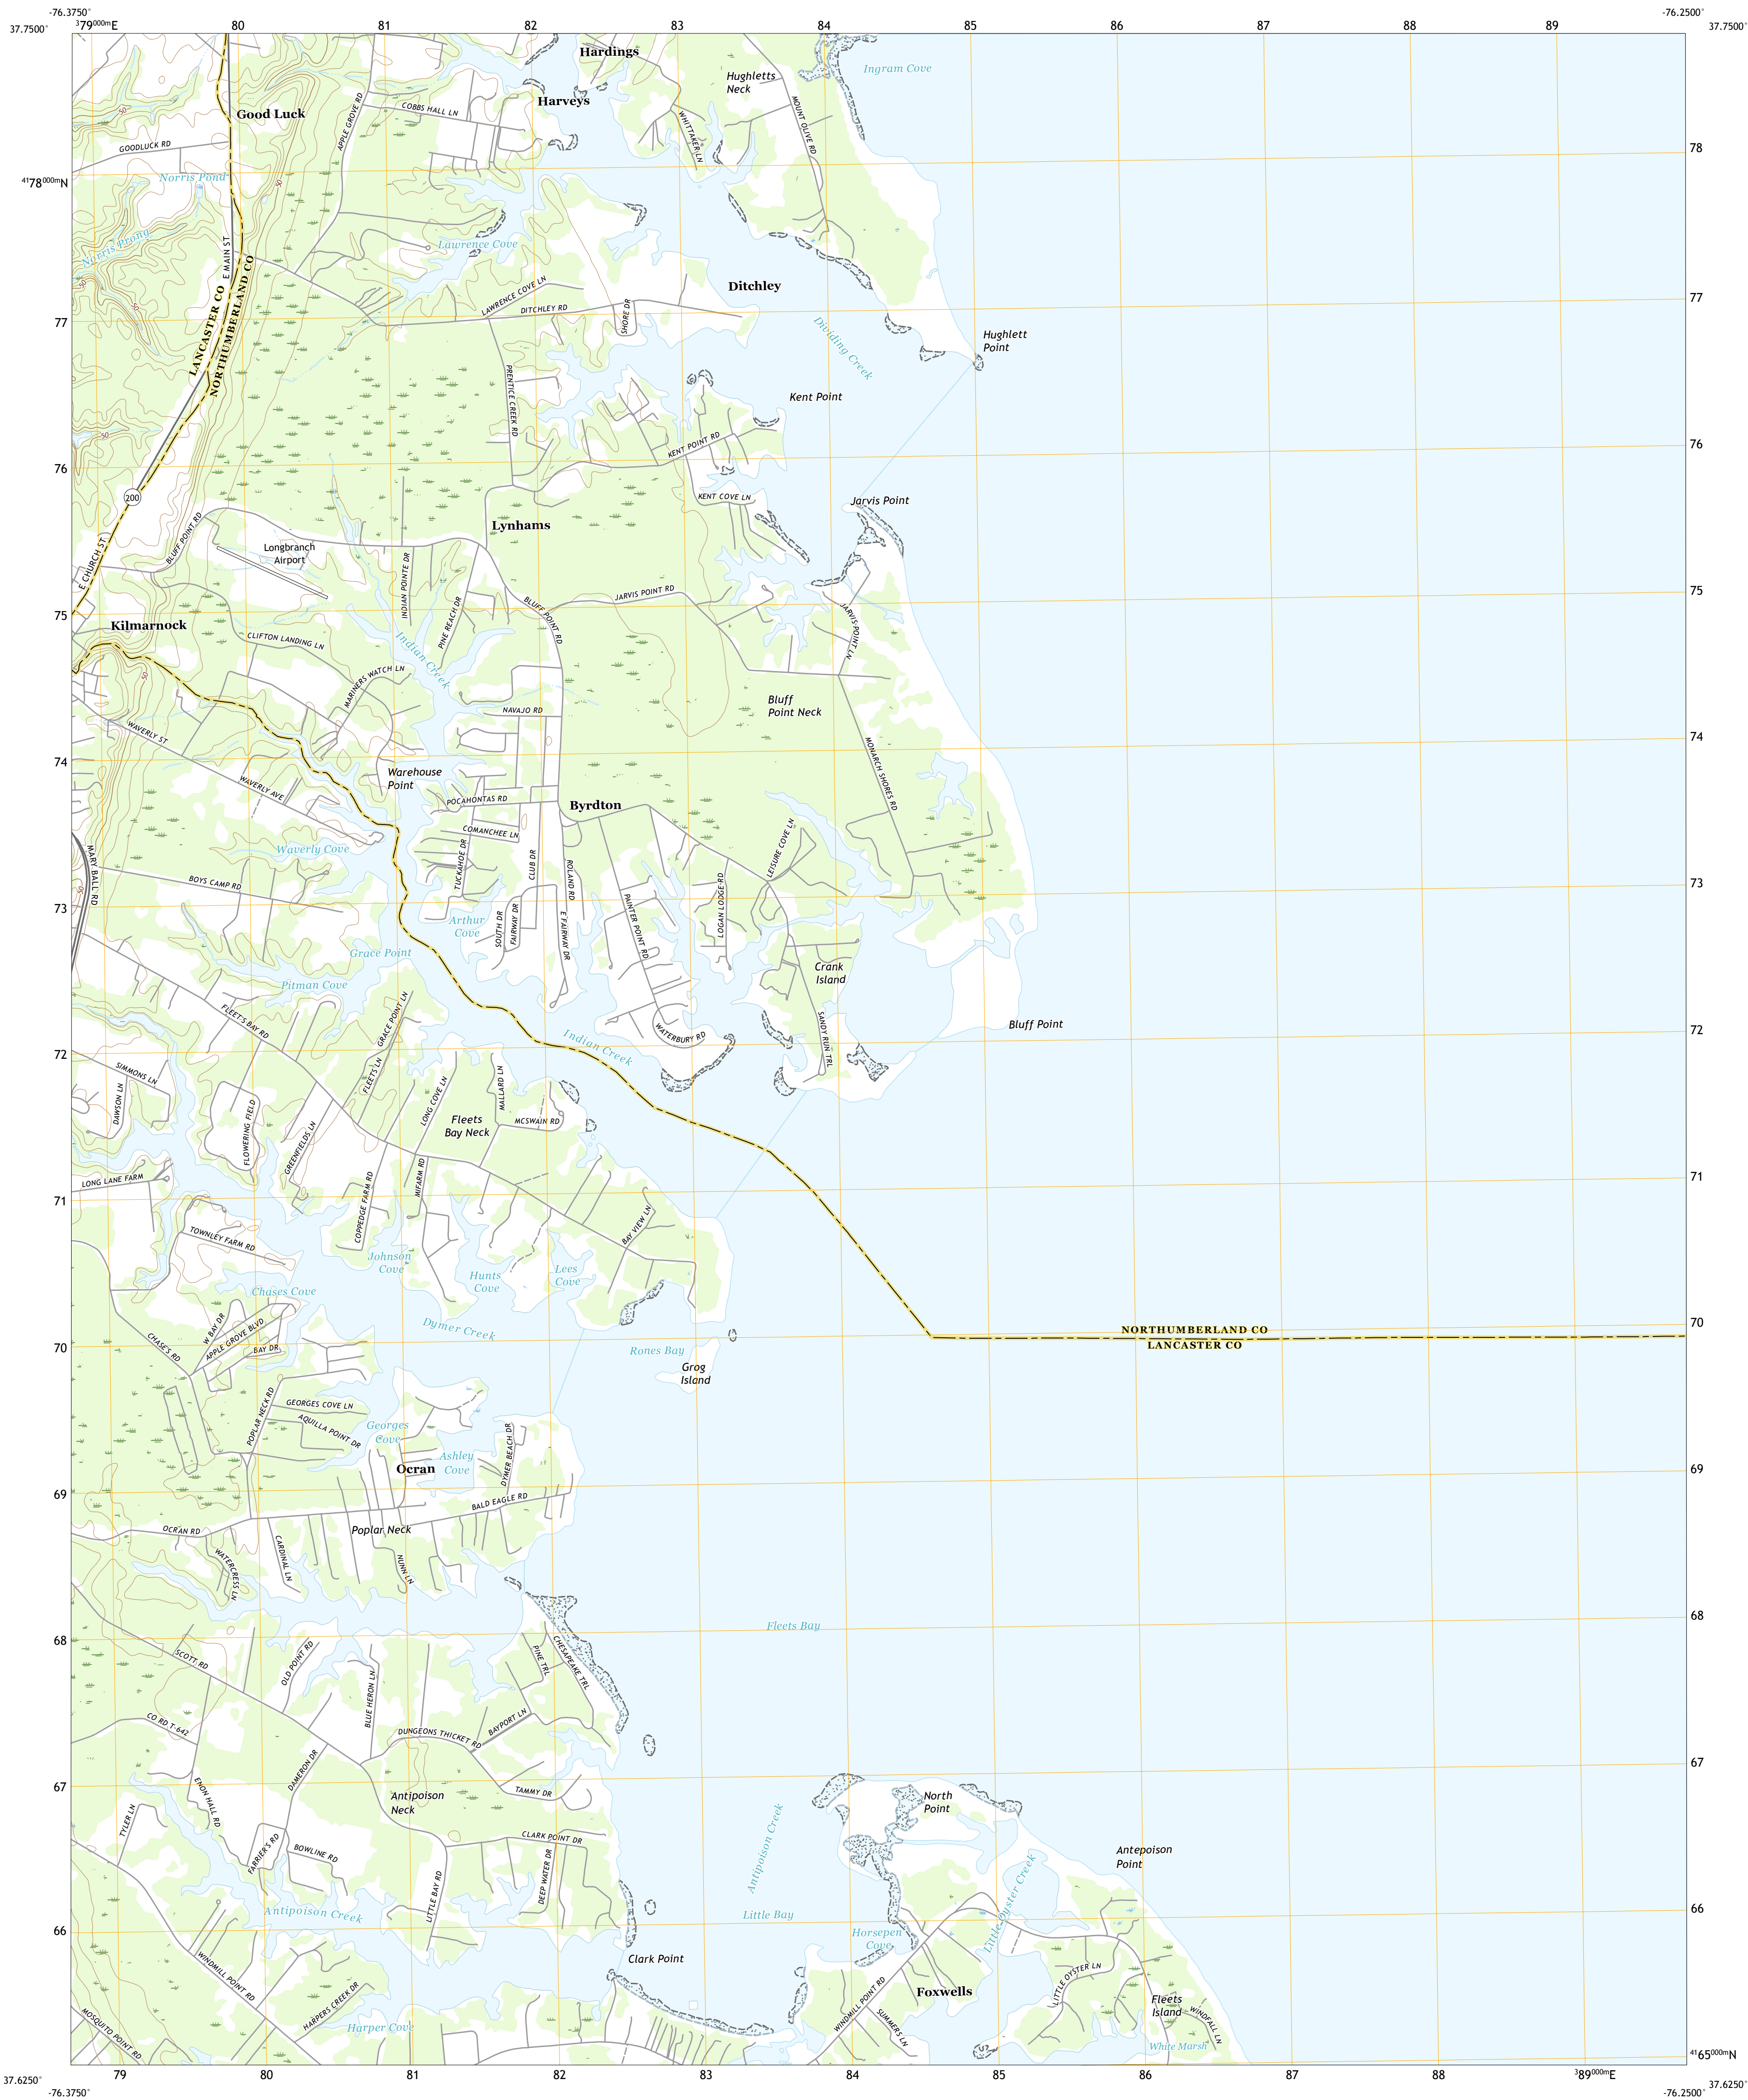 -76.3750°
-76.2500°
37.7500°
³79⁰⁰⁰ᵐE
80
81
82
83
84
85
86
87
88
89
37.7500°
Hardings
Hughletts
Neck
Ingram Cove
50
Good Luck
Harveys
COBBS HALL LN
APPLE GROVE RD
WHITTAKER LN
MOUNT OLIVE RD
GOODLUCK RD
78
Norris Pond
⁴¹78⁰⁰⁰ᵐN
50
Norris Prong
E MAIN ST
Lawrence Cove
50
50
LAWRENCE COVE LN
Ditchley
77
DITCHLEY RD
SHORE DR
77
LANCASTER CO
NORTHUMBERLAND CO
Dividing Creek
Hughlett
Point
PRENTICE CREEK RD
Kent Point
50
KENT POINT RD
76
76
200
KENT COVE LN
Jarvis Point
Lynhams
BLUFF POINT RD
Longbranch
Airport
E CHURCH ST
INDIAN POINTE DR
75
JARVIS POINT RD
75
PINE REACH DR
BLUFF POINT RD
JARVIS POINT LN
Kilmarnock
CLIFTON LANDING LN
Indian Creek
50
MARINERS WATCH LN
Bluff
Point Neck
NAVAJO RD
WAVERLY ST
74
74
MONARCH SHORES RD
Warehouse
Point
WAVERLY AVE
POCAHONTAS RD
Byrdton
COMANCHEE LN
Waverly Cove
LEISURE COVE LN
MARY BALL RD
TUCKAHOE DR
CLUB DR
ROLAND RD
50
BOYS CAMP RD
LOGAN LODGE RD
73
73
PAINTER POINT RD
Arthur
Cove
SOUTH DR
FAIRWAY DR
E FAIRWAY DR
Grace Point
Crank
Island
Pitman Cove
FLEET'S BAY RD
GRACE POINT LN
SANDY RUN TRL
Bluff Point
72
WATERBURY RD
Indian Creek
72
SIMMONS LN
FLEETS LN
DAWSON LN
LONG COVE LN
MALLARD LN
FLOWERING FIELD
GREENFIELDS LN
Fleets
Bay Neck
MCSWAIN RD
LONG LANE FARM
MIFARM RD
71
71
COPPEDGE FARM RD
TOWNLEY FARM RD
BAY VIEW LN
Johnson
Cove
Hunts
Cove
Lees
Cove
Chases Cove
Dymer Creek
W BAY DR
APPLE GROVE BLVD
BAY DR
CHASE'S RD
NORTHUMBERLAND CO
LANCASTER CO
70
70
Rones Bay
Grog
Island
POPLAR NECK RD
GEORGES COVE LN
AQUILLA POINT DR
Georges
Cove
DYMER BEACH DR
Ashley
Cove
Ocran
69
69
BALD EAGLE RD
OCRAN RD
Poplar Neck
CARDINAL LN
WATERCRESS LN
NUNN LN
68
68
Fleets Bay
SCOTT RD
OLD POINT RD
PINE TRL
CHESAPEAKE TRL
BLUE HERON LN
CO RD T-642
DUNGEONS THICKET RD
BAYPORT LN
67
67
DAMERON DR
TAMMY DR
ENON HALL RD
Antipoison
Neck
North
Point
TYLER LN
Antipoison Creek
FARRIER'S RD
BOWLINE RD
CLARK POINT DR
Antepoison
Point
LITTLE BAY RD
DEEP WATER DR
Little Oyster Creek
66
66
Antipoison Creek
Little Bay
Horsepen
Cove
Clark Point
WINDMILL POINT RD
LITTLE OYSTER LN
Foxwells
HARPERS CREEK DR
WINDMILL POINT RD
Fleets
Island
WINDFALL LN
SUMMERS LN
MOSQUITO POINT RD
Harper Cove
White Marsh
⁴¹65⁰⁰⁰ᵐN
37.6250°
79
80
81
82
83
84
85
86
87
88
³89⁰⁰⁰ᵐE
37.6250°
-76.3750°
-76.2500°